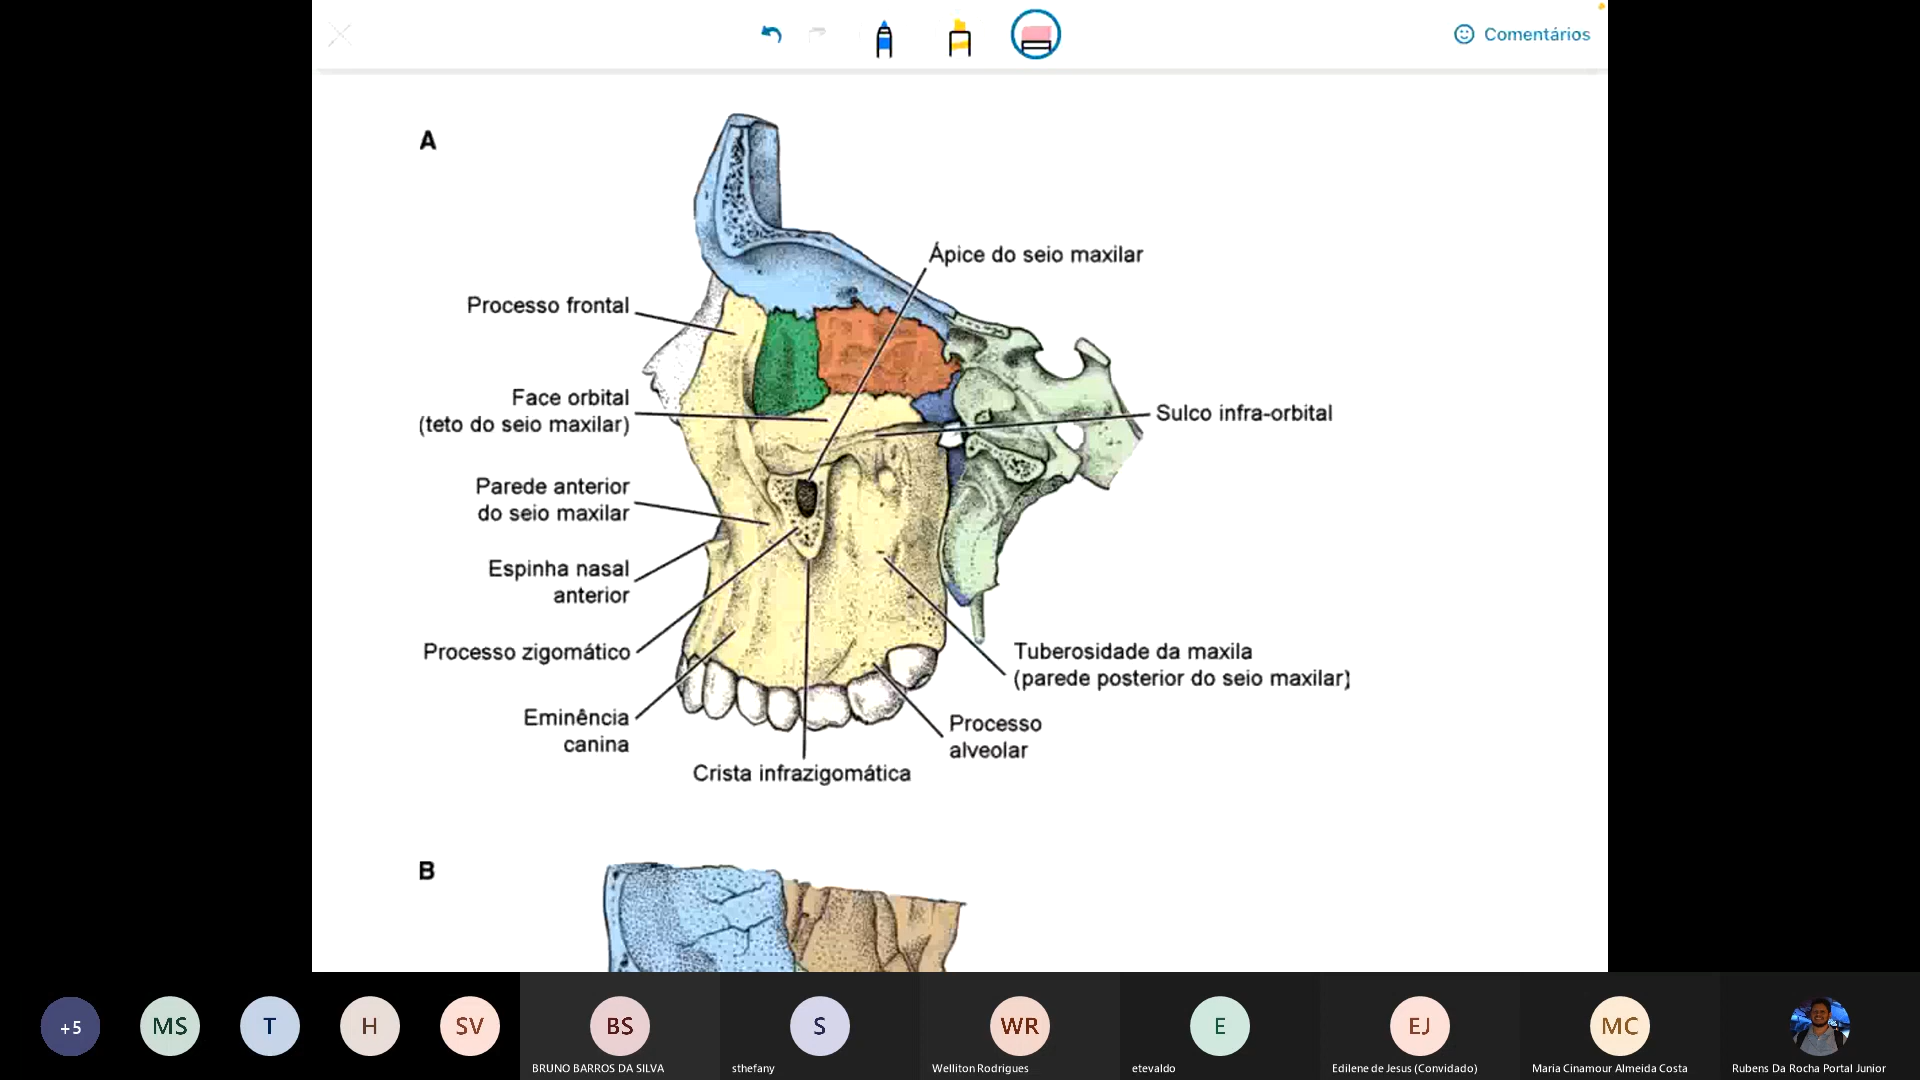 Comentários
A
Ápice do seio maxilar
Processo frontal
Face orbital
(teto do seio maxilar)
Sulco infra-orbital
Parede anterior
do seio maxilar
Espinha nasal
anterior
Processo zigomático
Tuberosidade da maxila
(parede posterior do seio maxilar)
Eminência
canina
Processo
alveolar
Crista infrazigomática
B
+5
MS
T
H
SV
BS
S
WR
E
EJ
MC
BRUNO BARROS DA SILVA
sthefany
Welliton Rodrigues
etevaldo
Edilene de Jesus (Convidado)
Maria Cinamour Almeida Costa
Rubens Da Rocha Portal Junior